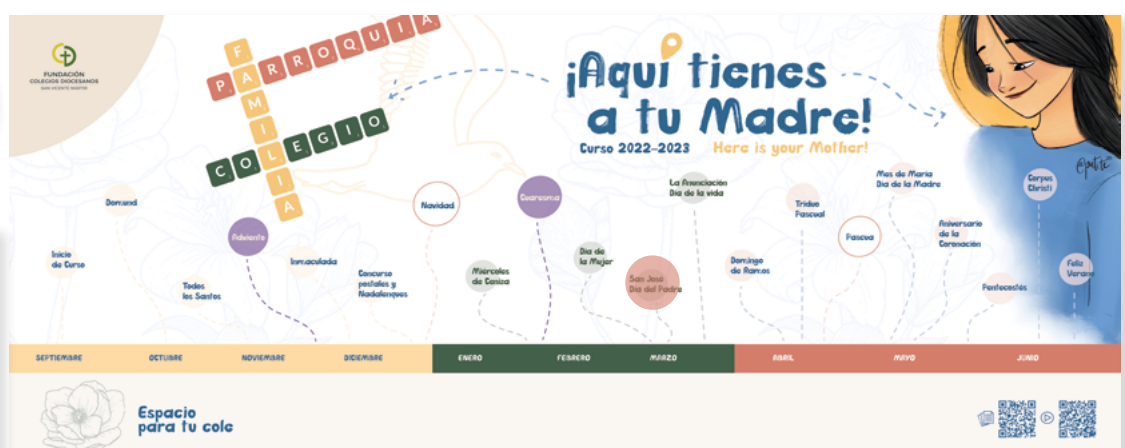 FUNDACIÓN
COLEGIOS DIOCESANOS
SAN VICENTE MÁRTIR
PARROQUIA
FAMILIA
COLEGIO
¡Aquí tienes
a tu Madre!
Curso 2022-2023 Here is your Mother!
Inicio
de Curso
Domund
Todos
los Santos
Adviento
Inmaculada
Concurso
postales y
Nadalenques
Navidad
Miércoles
de Ceniza
Cuaresma
Día de
la Mujer
San José
Día del Padre
La Anunciación
Día de la vida
Domingo
de Ramos
Triduo
Pascual
Pascua
Mes de María
Día de la Madre
Aniversario
de la
Coronación
Pentecostés
Corpus
Christi
Feliz
Verano
SEPTIEMBRE OCTUBRE NOVIEMBRE DICIEMBRE ENERO FEBRERO MARZO ABRIL MAYO JUNIO
Espacio
para tu cole